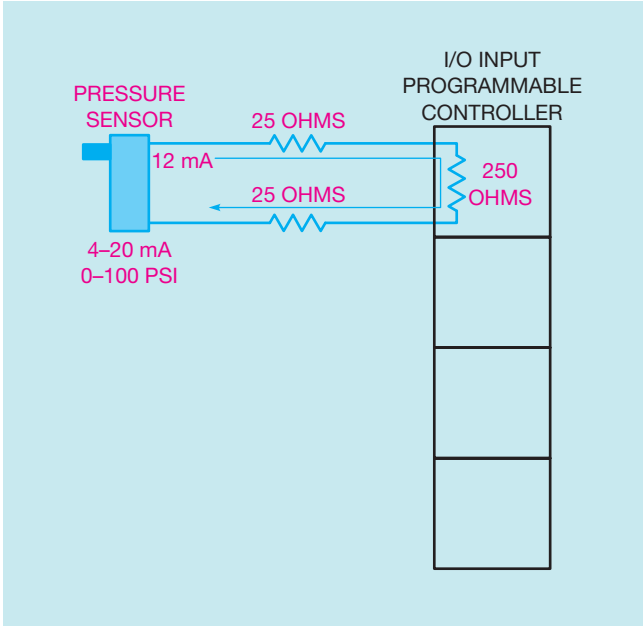 I/O INPUT
PROGRAMMABLE
CONTROLLER
PRESSURE
SENSOR
25 OHMS
12 mA
250
OHMS
25 OHMS
4–20 mA
0–100 PSI